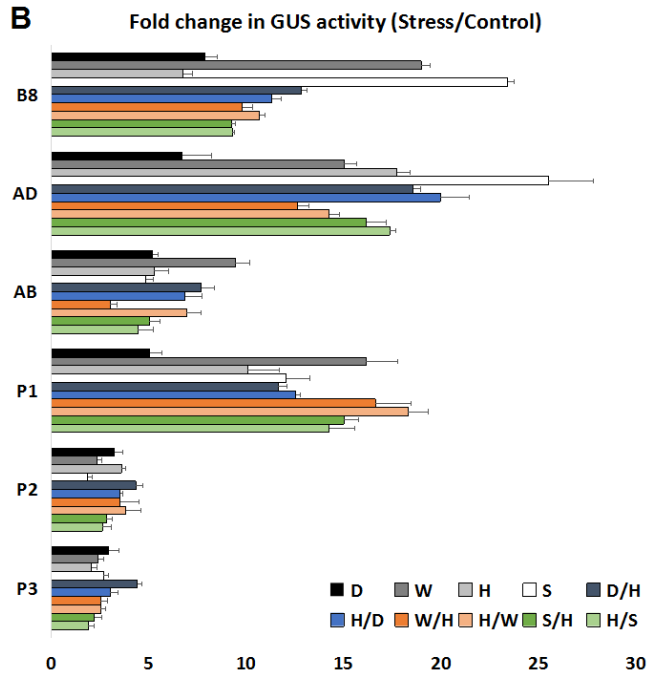 B
Fold change in GUS activity (Stress/Control)
B8
AD
AB
P1
P2
P3
D W H S D/H
H/D W/H H/W S/H H/S
0 5 10 15 20 25 30